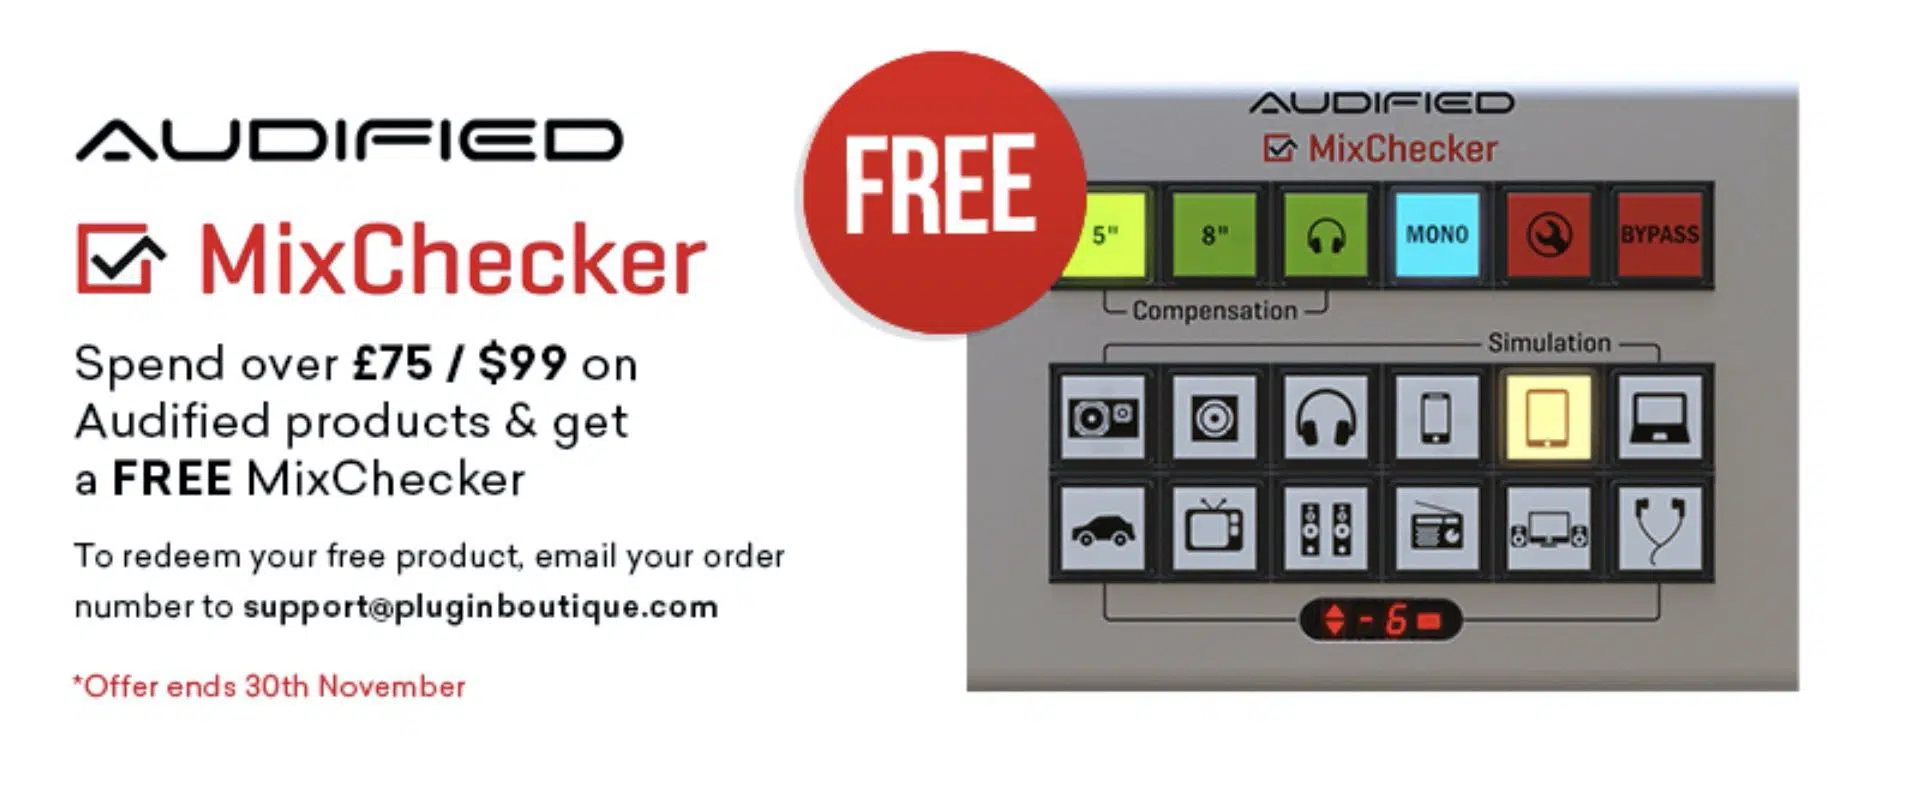 AUDIFIED
MixChecker
Spend over £75 / $99 on
Audified products & get
a FREE MixChecker
To redeem your free product, email your order
number to support@pluginboutique.com
*Offer ends 30th November
FREE
AUDIFIED
MixChecker
5" 8" MONO BYPASS
Compensation
Simulation
-6